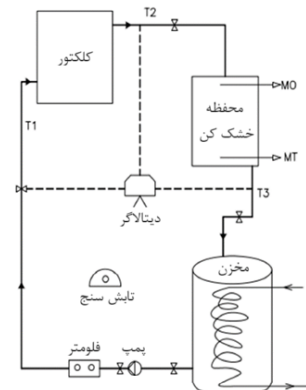 T2
کلکتور
MO
محفظه
خشک کن
T1
MT
T3
دیتالاگر
مخزن
تابش سنج
فلومتر
پمپ